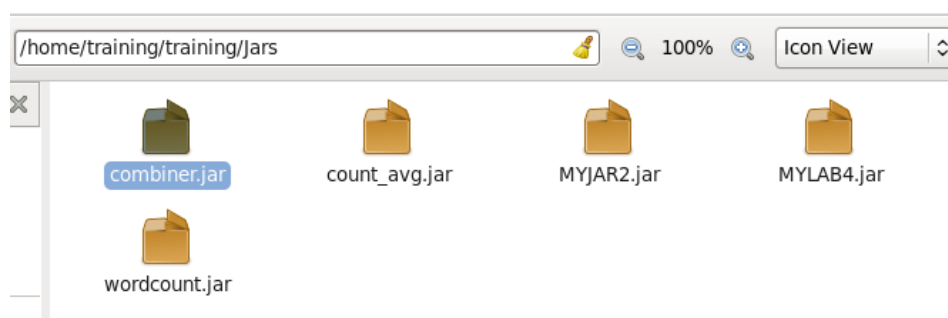 /home/training/training/Jars 100% Icon View
combiner.jar count_avg.jar MYJAR2.jar MYLAB4.jar
wordcount.jar